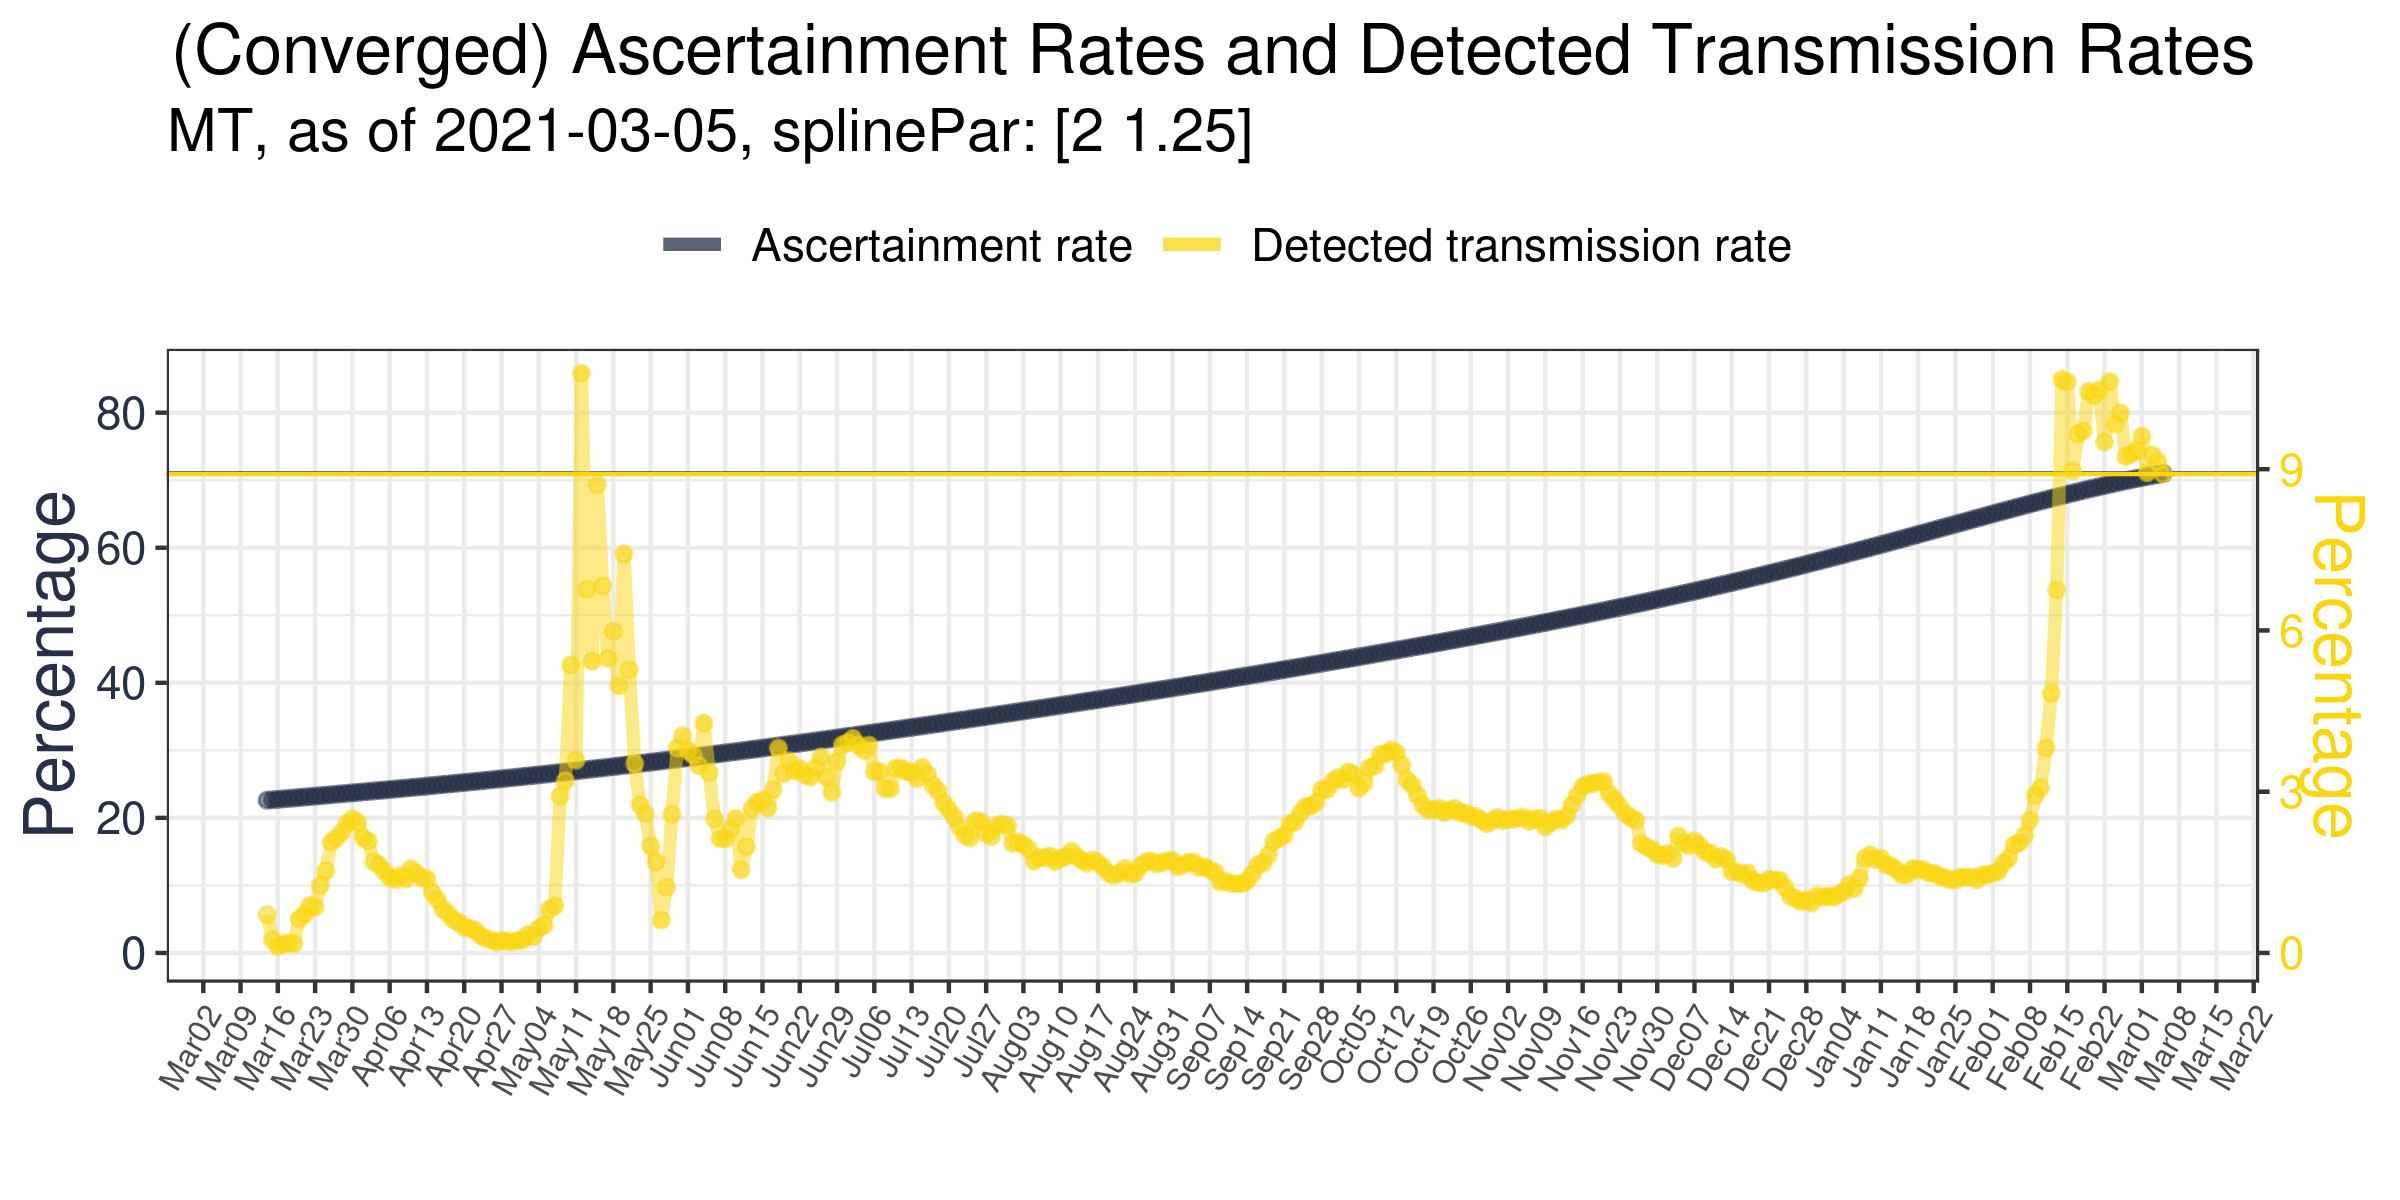 (Converged) Ascertainment Rates and Detected Transmission Rates
MT, as of 2021-03-05, splinePar: [2 1.25]
Ascertainment rate
Detected transmission rate
Percentage
80
60
40
20
0
9
6
3
0
Percentage
Mar02
Mar09
Mar16
Mar23
Mar30
Apr06
Apr13
Apr20
Apr27
May04
May11
May18
May25
Jun01
Jun08
Jun15
Jun22
Jun29
Jul06
Jul13
Jul20
Jul27
Aug03
Aug10
Aug17
Aug24
Aug31
Sep07
Sep14
Sep21
Sep28
Oct05
Oct12
Oct19
Oct26
Nov02
Nov09
Nov16
Nov23
Nov30
Dec07
Dec14
Dec21
Dec28
Jan04
Jan11
Jan18
Jan25
Feb01
Feb08
Feb15
Feb22
Mar01
Mar08
Mar15
Mar22